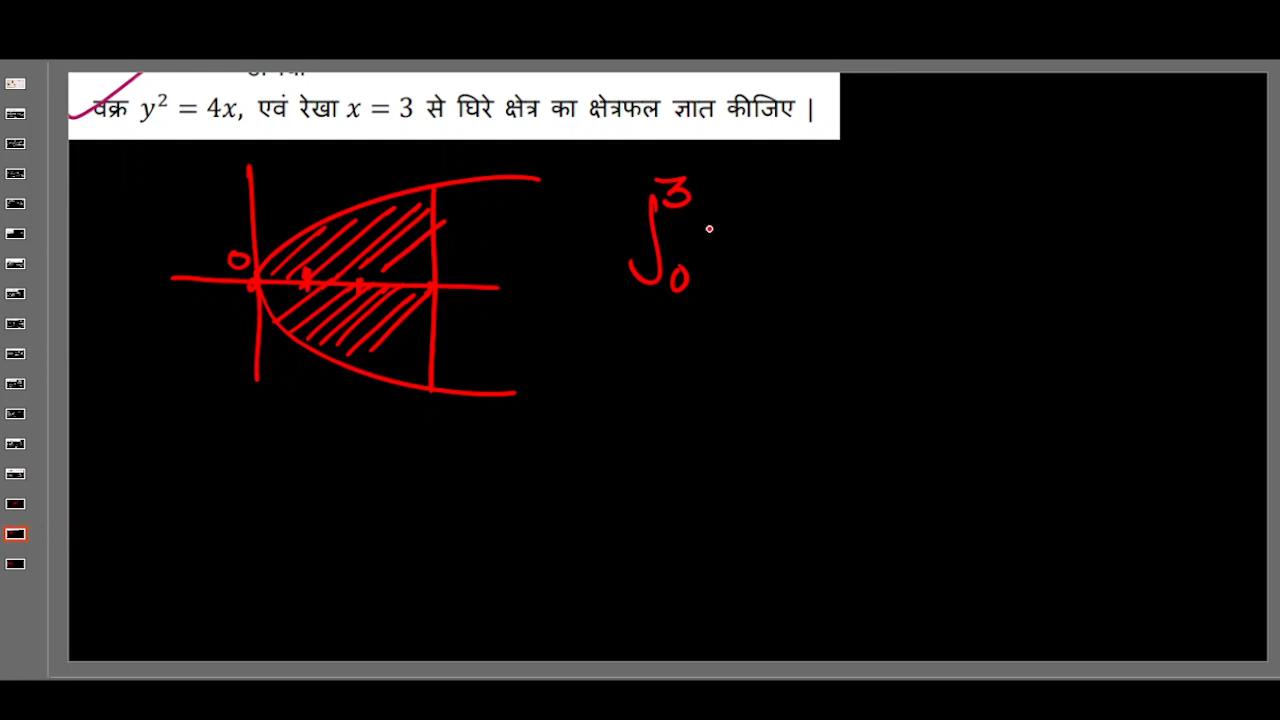 वक्र y² = 4x, एवं रेखा x = 3 से घिरे क्षेत्र का क्षेत्रफल ज्ञात कीजिए |
0
∫₀³